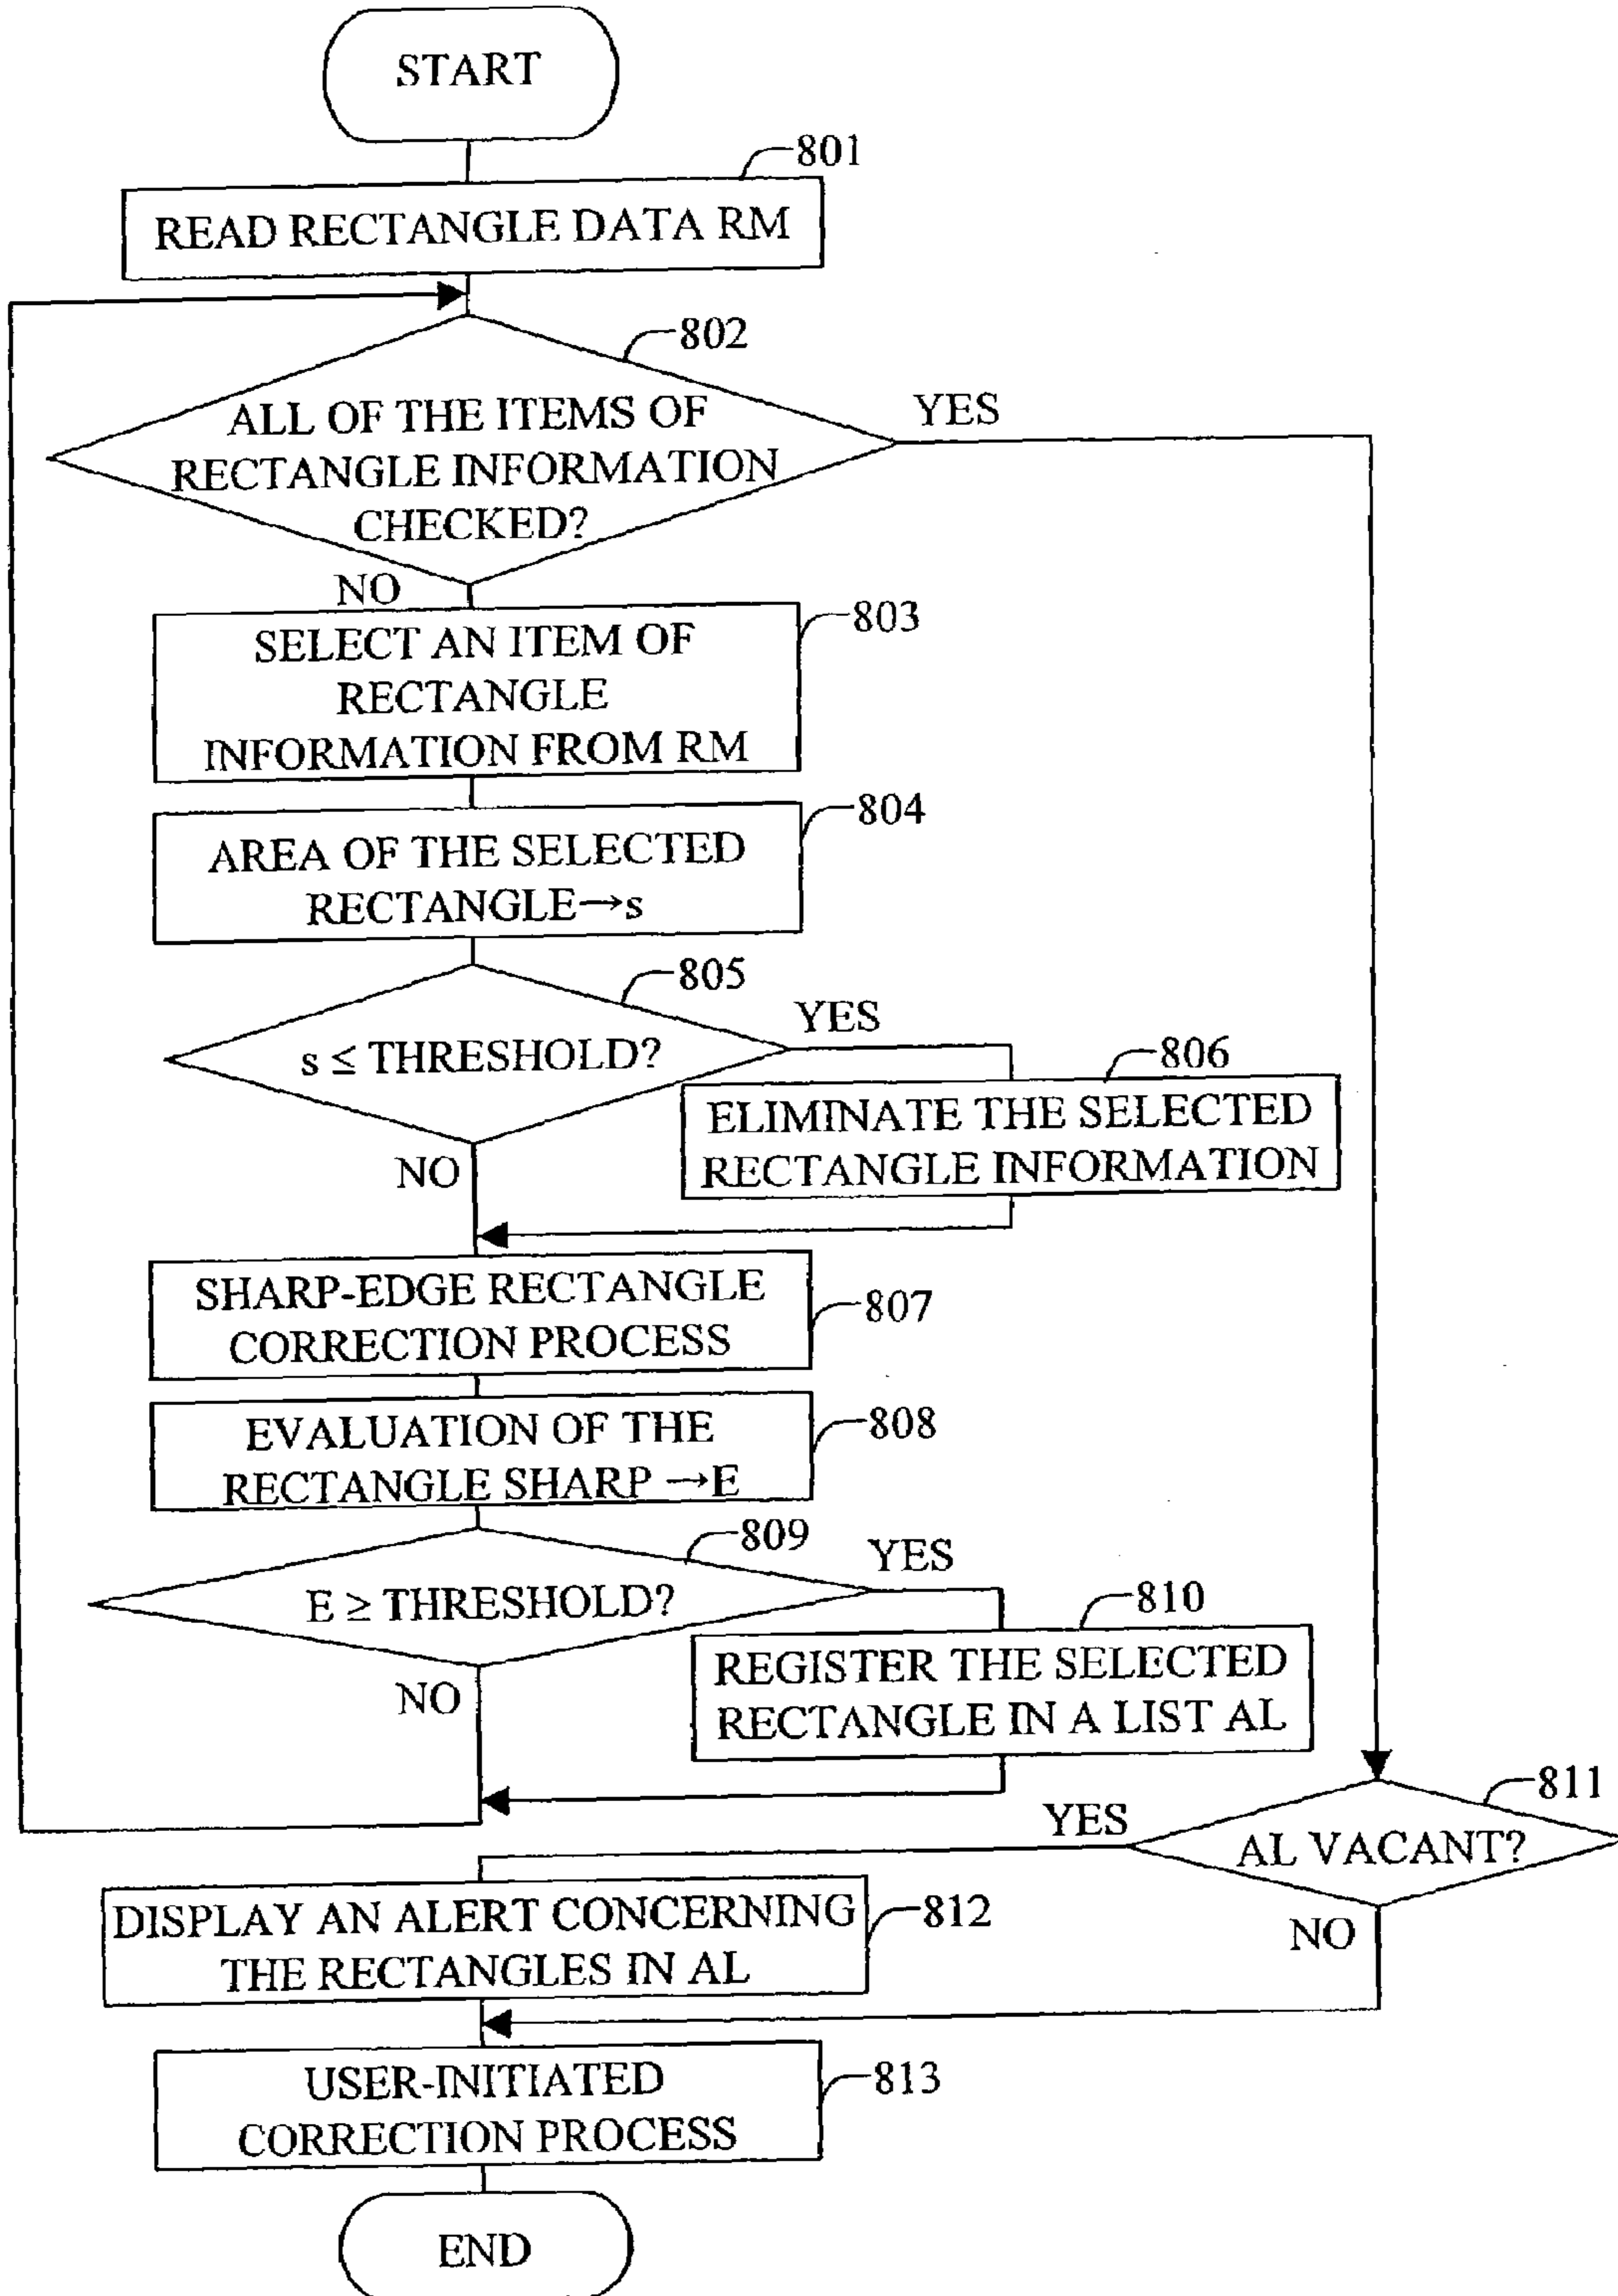 START
801
READ RECTANGLE DATA RM
802
ALL OF THE ITEMS OF
RECTANGLE INFORMATION
CHECKED?
YES
NO
803
SELECT AN ITEM OF
RECTANGLE
INFORMATION FROM RM
804
AREA OF THE SELECTED
RECTANGLE→s
805
s ≤ THRESHOLD?
YES
806
ELIMINATE THE SELECTED
RECTANGLE INFORMATION
NO
SHARP-EDGE RECTANGLE
CORRECTION PROCESS
807
EVALUATION OF THE
RECTANGLE SHARP →E
808
809
E ≥ THRESHOLD?
YES
810
REGISTER THE SELECTED
RECTANGLE IN A LIST AL
NO
811
AL VACANT?
YES
NO
DISPLAY AN ALERT CONCERNING
THE RECTANGLES IN AL
812
USER-INITIATED
CORRECTION PROCESS
813
END